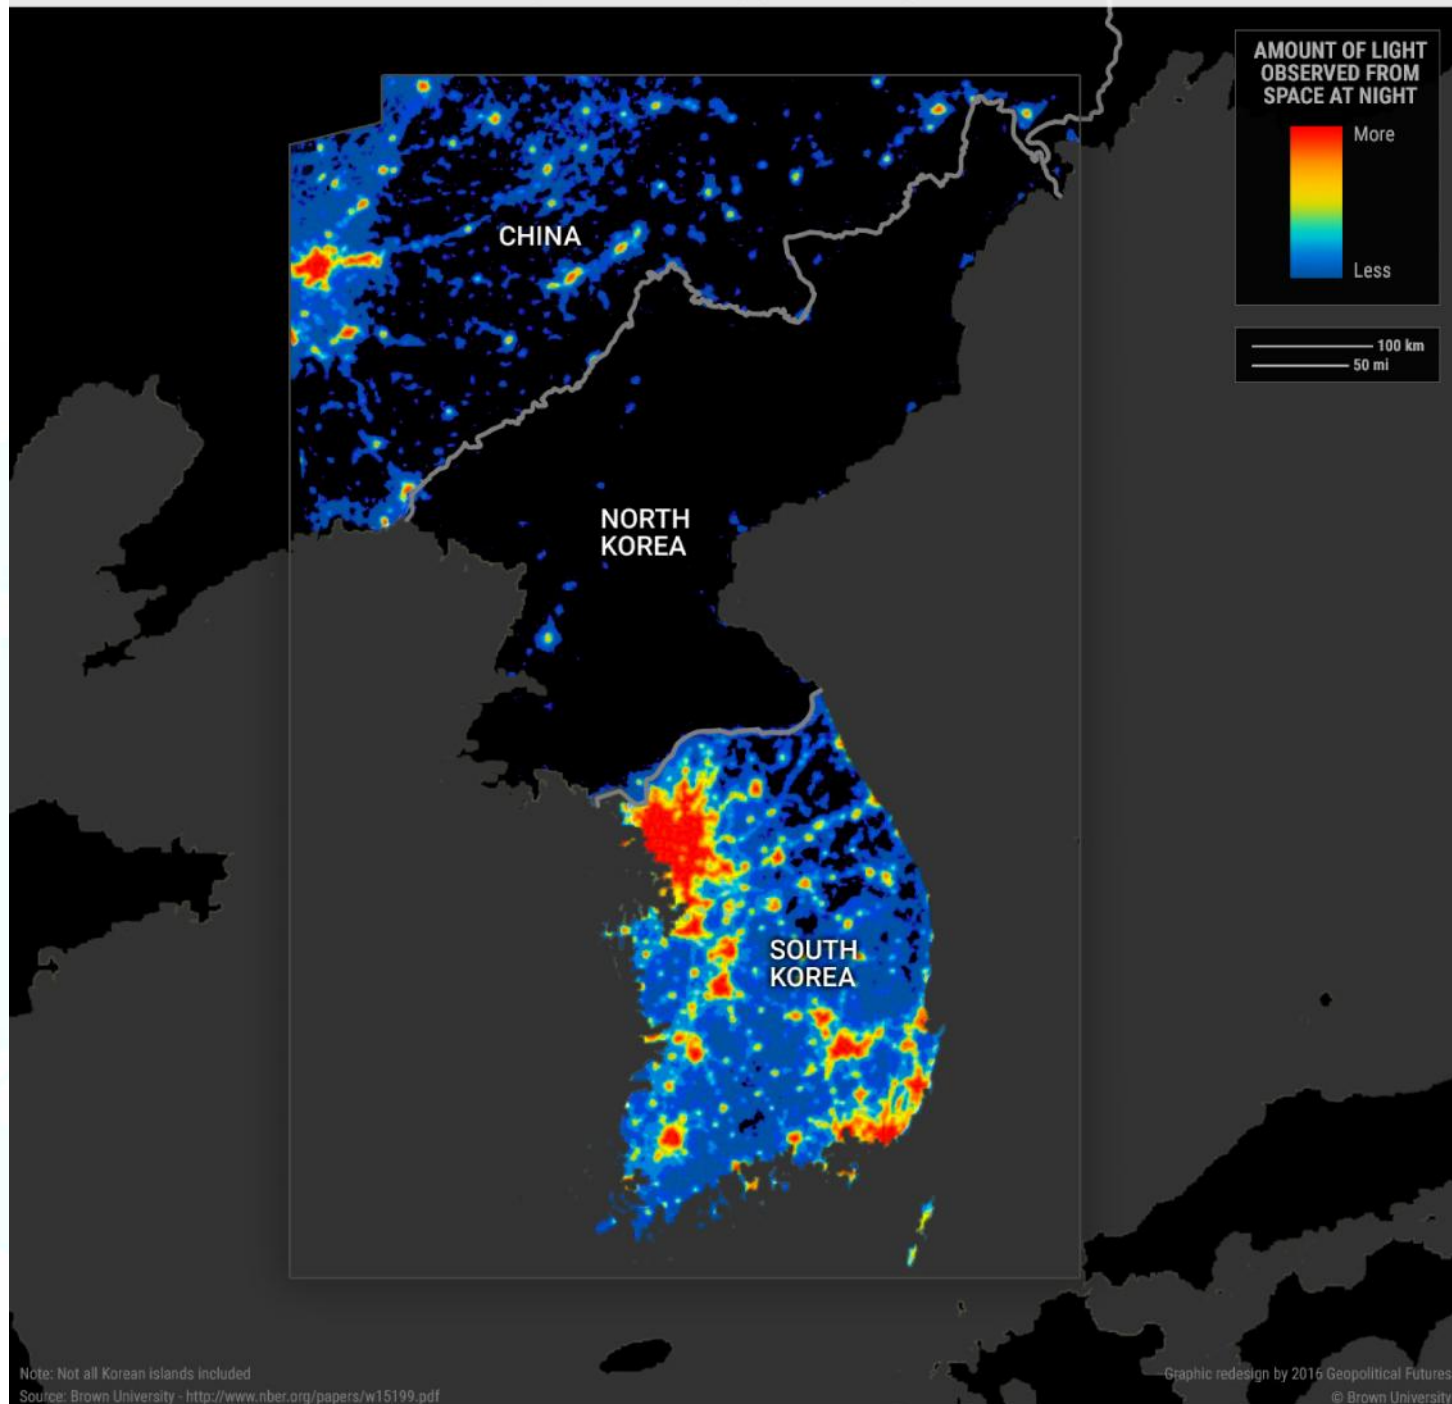 AMOUNT OF LIGHT
OBSERVED FROM
SPACE AT NIGHT
More
Less
100 km
50 mi
CHINA
NORTH
KOREA
SOUTH
KOREA
Note: Not all Korean islands included
Source: Brown University - http://www.nber.org/papers/w15199.pdf
Graphic redesign by 2016 Geopolitical Futures
© Brown University